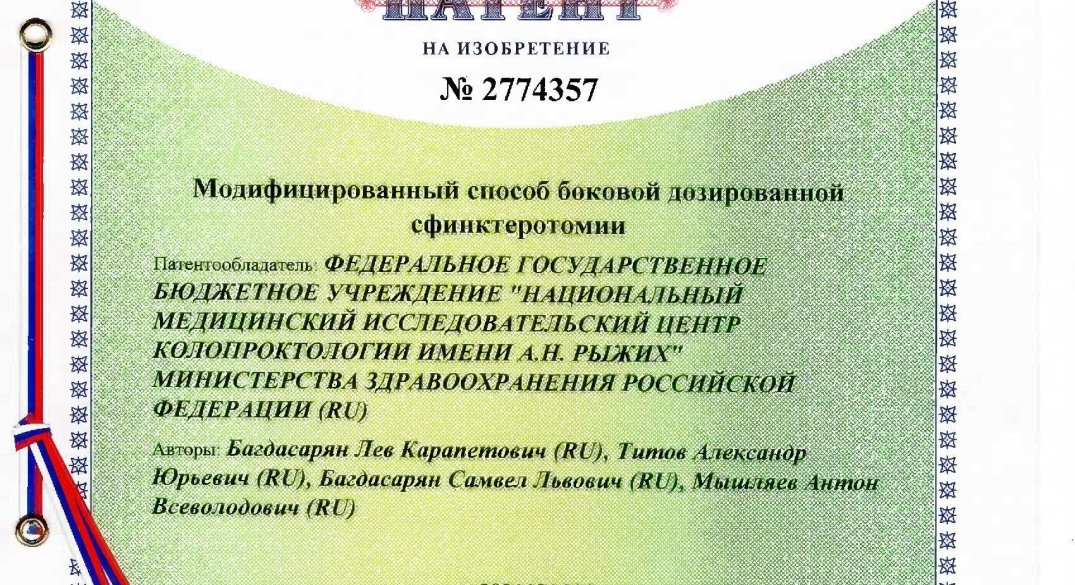 ПАТЕНТ
НА ИЗОБРЕТЕНИЕ
№ 2774357
Модифицированный способ боковой дозированной
сфинктеротомии
Патентообладатель: ФЕДЕРАЛЬНОЕ ГОСУДАРСТВЕННОЕ
БЮДЖЕТНОЕ УЧРЕЖДЕНИЕ "НАЦИОНАЛЬНЫЙ
МЕДИЦИНСКИЙ ИССЛЕДОВАТЕЛЬСКИЙ ЦЕНТР
КОЛОПРОКТОЛОГИИ ИМЕНИ А.Н. РЫЖИХ"
МИНИСТЕРСТВА ЗДРАВООХРАНЕНИЯ РОССИЙСКОЙ
ФЕДЕРАЦИИ (RU)
Авторы: Багдасарян Лев Карапетович (RU), Титов Александр
Юрьевич (RU), Багдасарян Самвел Львович (RU), Мышляев Антон
Всеволодович (RU)